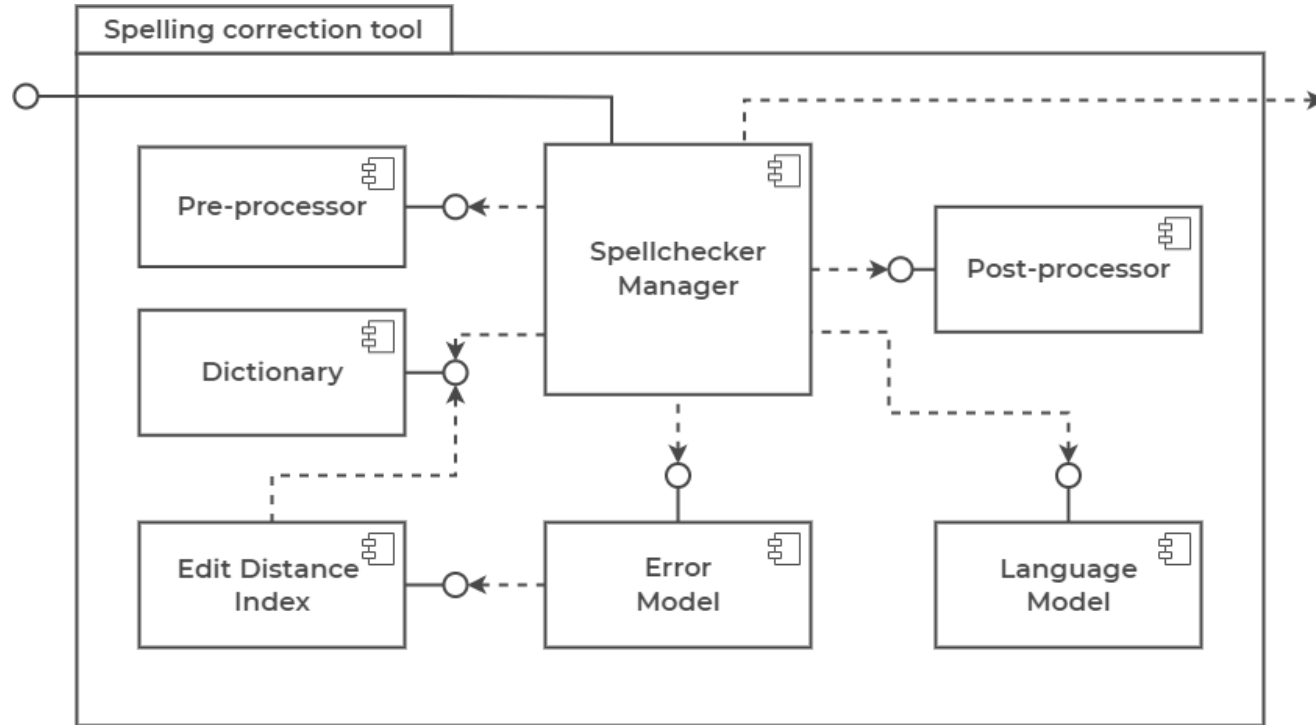 Spelling correction tool
Pre-processor
Spellchecker
Manager
Post-processor
Dictionary
Edit Distance
Index
Error
Model
Language
Model